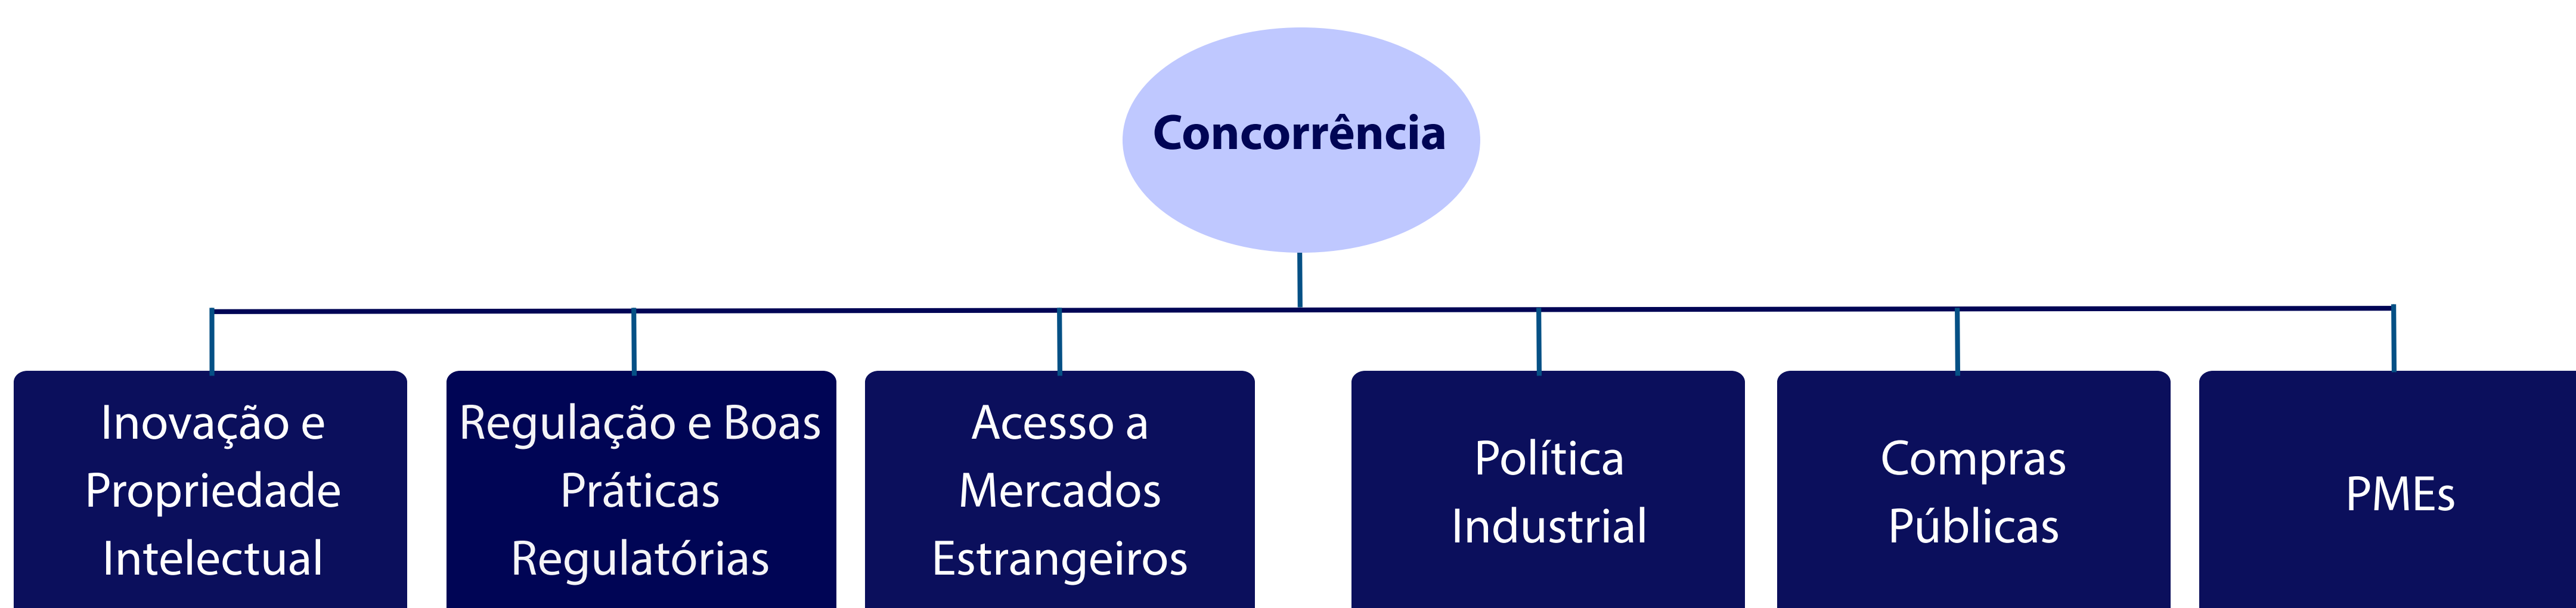 Concorrência
Inovação e
Propriedade
Intelectual
Regulação e Boas
Práticas
Regulatórias
Acesso a
Mercados
Estrangeiros
Política
Industrial
Compras
Públicas
PMEs